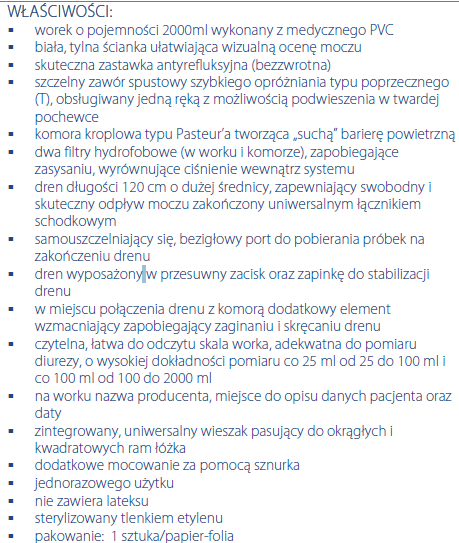 WŁAŚCIWOŚCI:
▪ worek o pojemności 2000ml wykonany z medycznego PVC
▪ biała, tylna ścianka ułatwiająca wizualną ocenę moczu
▪ skuteczna zastawka antyrefluksyjna (bezzwrotna)
▪ szczelny zawór spustowy szybkiego opróżniania typu poprzecznego
(T), obsługiwany jedną ręką z możliwością podwieszenia w twardej
pochewce
▪ komora kroplowa typu Pasteur’a tworząca „suchą” barierę powietrzną
▪ dwa filtry hydrofobowe (w worku i komorze), zapobiegające
zasysaniu, wyrównujące ciśnienie wewnątrz systemu
▪ dren długości 120 cm o dużej średnicy, zapewniający swobodny i
skuteczny odpływ moczu zakończony uniwersalnym łącznikiem
schodkowym
▪ samouszczelniający się, bezigłowy port do pobierania próbek na
zakończeniu drenu
▪ dren wyposażony w przesuwny zacisk oraz zapinkę do stabilizacji
drenu
▪ w miejscu połączenia drenu z komorą dodatkowy element
wzmacniający zapobiegający zaginaniu i skręcaniu drenu
▪ czytelna, łatwa do odczytu skala worka, adekwatna do pomiaru
diurezy, o wysokiej dokładności pomiaru co 25 ml od 25 do 100 ml i
co 100 ml od 100 do 2000 ml
▪ na worku nazwa producenta, miejsce do opisu danych pacjenta oraz
daty
▪ zintegrowany, uniwersalny wieszak pasujący do okrągłych i
kwadratowych ram łóżka
▪ dodatkowe mocowanie za pomocą sznurka
▪ jednorazowego użytku
▪ nie zawiera lateksu
▪ sterylizowany tlenkiem etylenu
▪ pakowanie: 1 sztuka/papier-folia